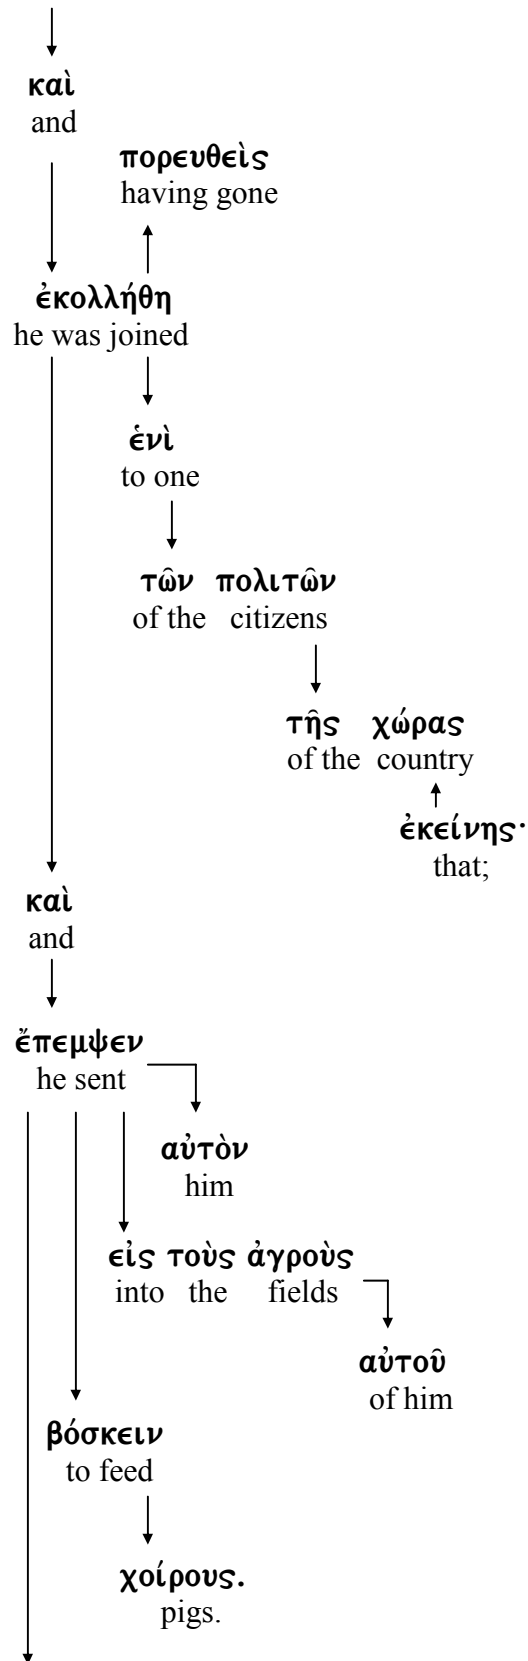 καὶ
and
πορευθεὶς
having gone
ἐκολλήθη
he was joined
ἑνὶ
to one
τῶν πολιτῶν
of the citizens
τῆς χώρας
of the country
ἐκείνης·
that;
καὶ
and
ἔπεμψεν
he sent
αὐτὸν
him
εἰς τοὺς ἀγροὺς
into the fields
αὐτοῦ
of him
βόσκειν
to feed
χοίρους.
pigs.